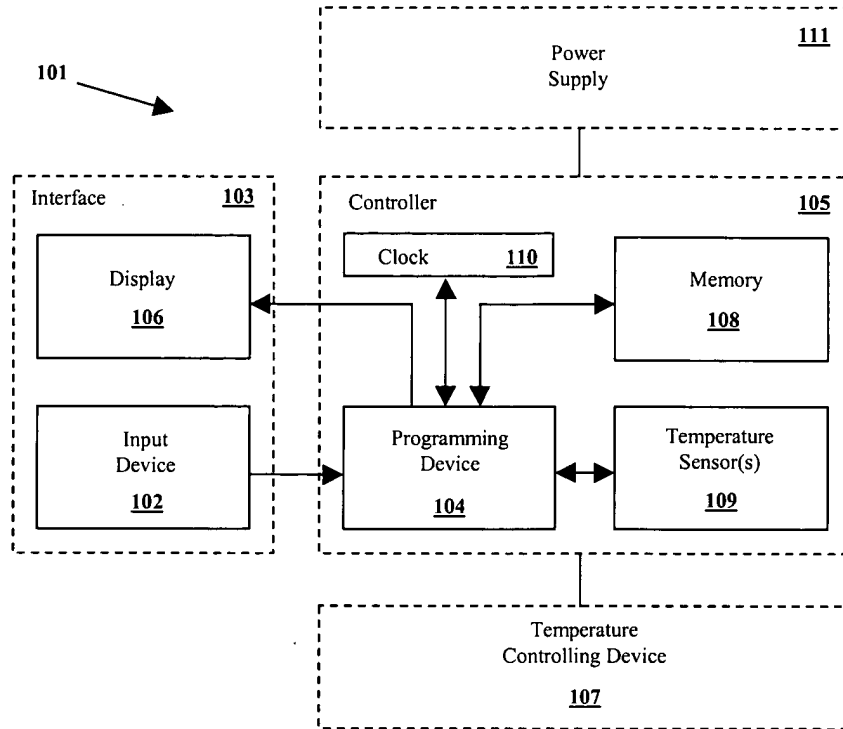 111
Power
Supply
101
Interface 103
Controller 105
Clock 110
Display
106
Memory
108
Input
Device
102
Programming
Device
104
Temperature
Sensor(s)
109
Temperature
Controlling Device
107